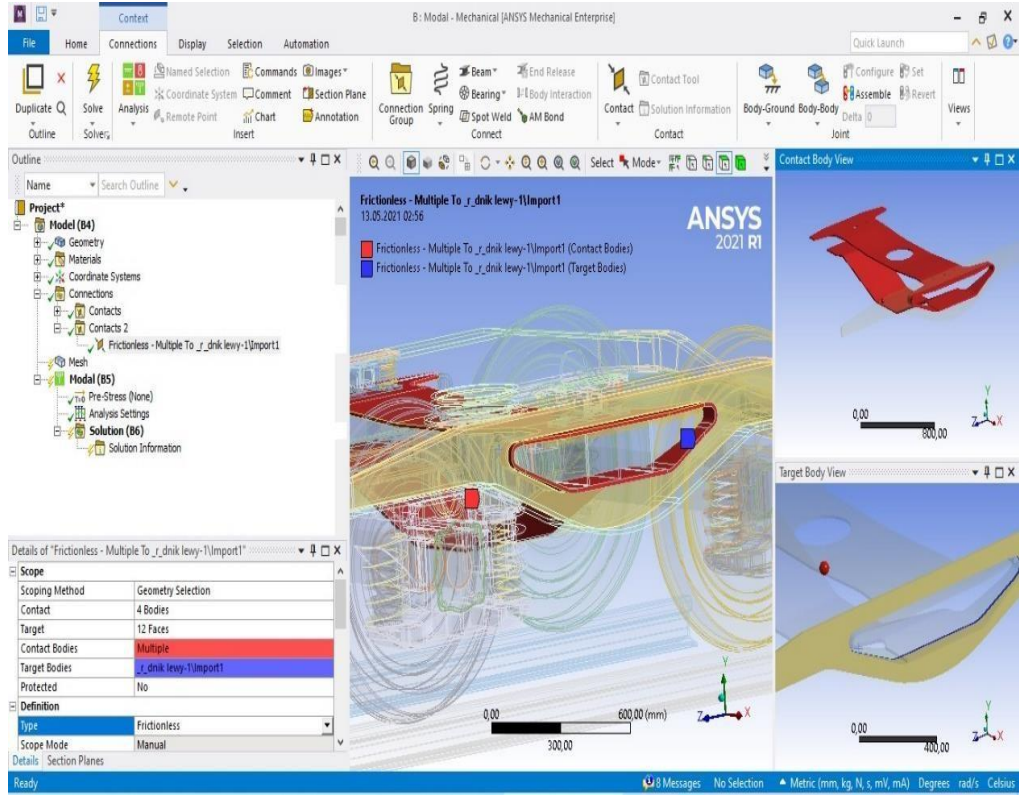 Context
B: Modal - Mechanical [ANSYS Mechanical Enterprise]
File Home Connections Display Selection Automation
Quick Launch
Duplicate Q
Outline
Solve
Solvers
Analysis
Named Selection
Coordinate System
Remote Point
Commands
Comment
Chart
Images
Section Plane
Annotation
Insert
Connection Group
Spring
Beam
Bearing
Spot Weld
End Release
Body Interaction
AM Bond
Connect
Contact
Contact Tool
Solution Information
Contact
Body-Ground
Body-Body
Configure
Set
Assemble
Revert
Delta 0
Joint
Views
Outline
Name
Search Outline
Project*
Model (B4)
Geometry
Materials
Coordinate Systems
Connections
Contacts
Contacts 2
Frictionless - Multiple To _r_dnik lewy-1\Import1
Mesh
Modal (B5)
T=0 Pre-Stress (None)
Analysis Settings
Solution (B6)
Solution Information
Details of "Frictionless - Multiple To _r_dnik lewy-1\Import1"
Scope
Scoping Method Geometry Selection
Contact 4 Bodies
Target 12 Faces
Contact Bodies Multiple
Target Bodies _r_dnik lewy-1\Import1
Protected No
Definition
Type Frictionless
Scope Mode Manual
Details Section Planes
Select Mode
Frictionless - Multiple To _r_dnik lewy-1\Import1
13.05.2021 02:56
Frictionless - Multiple To _r_dnik lewy-1\Import1 (Contact Bodies)
Frictionless - Multiple To _r_dnik lewy-1\Import1 (Target Bodies)
ANSYS
2021 R1
0,00 600,00 (mm)
300,00
Y
Z X
Contact Body View
0,00
800,00
Y
Z X
Target Body View
0,00
400,00
Y
Z X
Ready
8 Messages No Selection Metric (mm, kg, N, s, mV, mA) Degrees rad/s Celsius